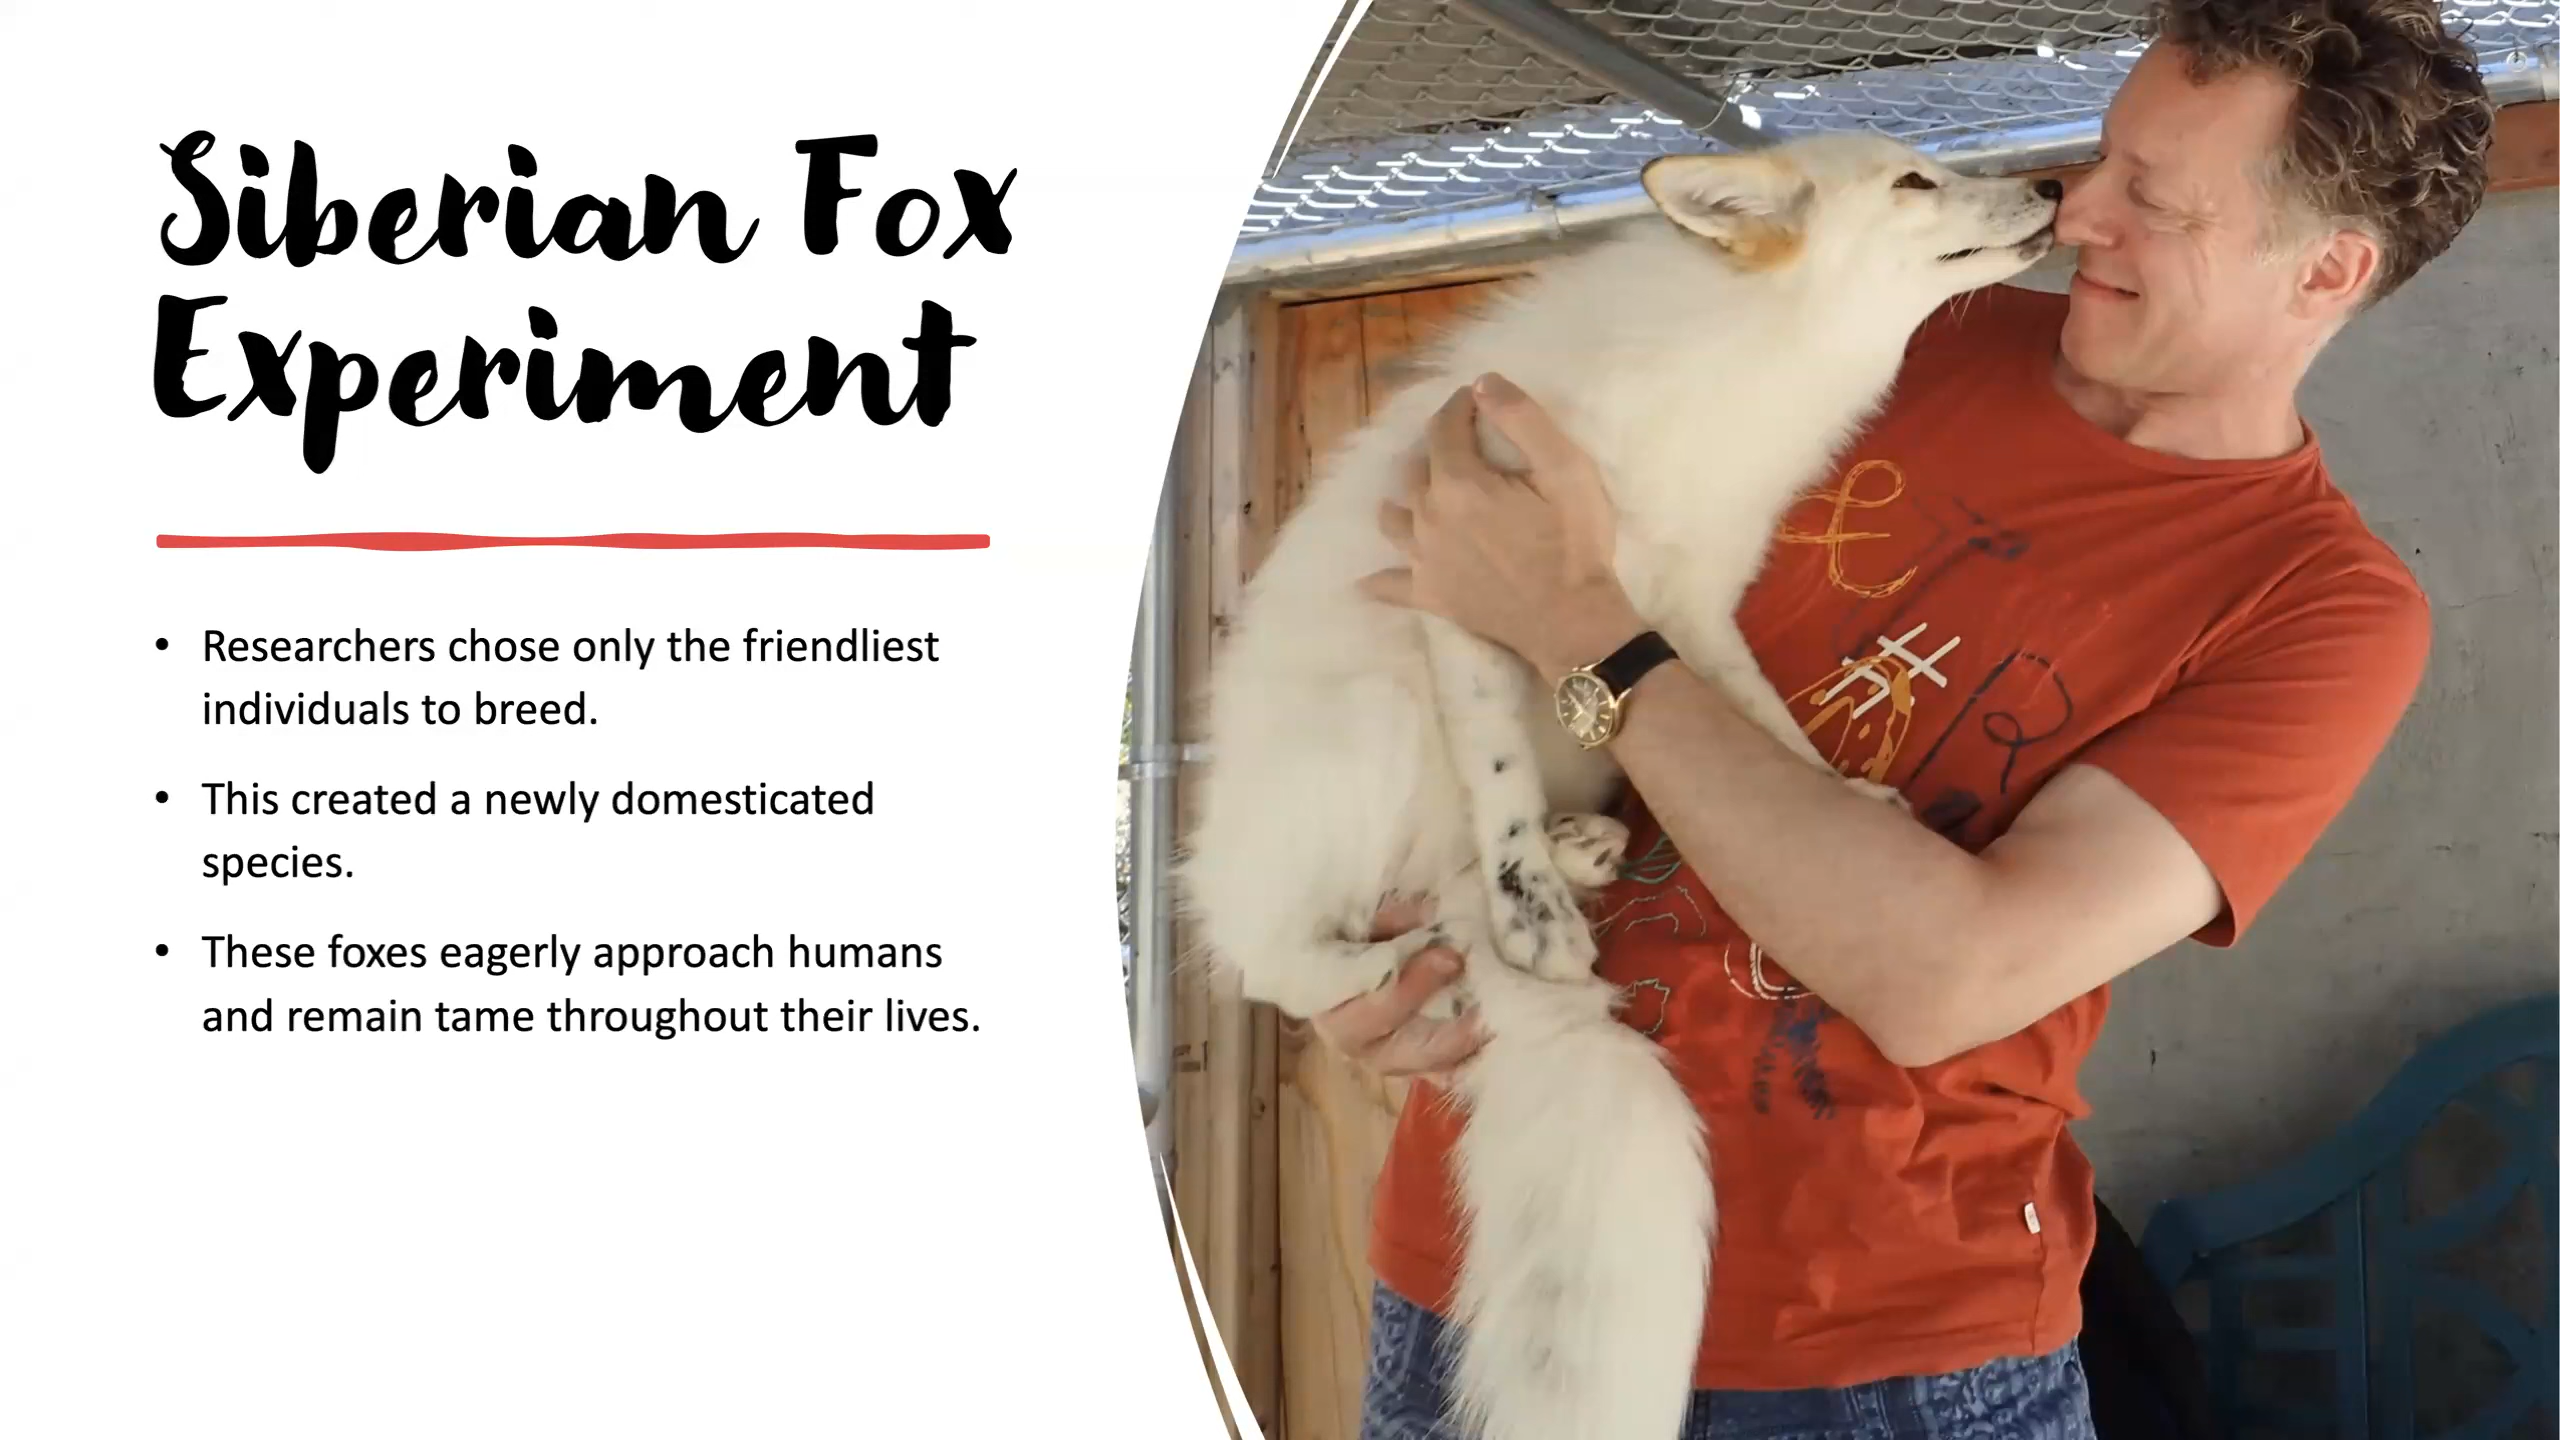 Siberian Fox
Experiment
• Researchers chose only the friendliest
individuals to breed.
• This created a newly domesticated
species.
• These foxes eagerly approach humans
and remain tame throughout their lives.